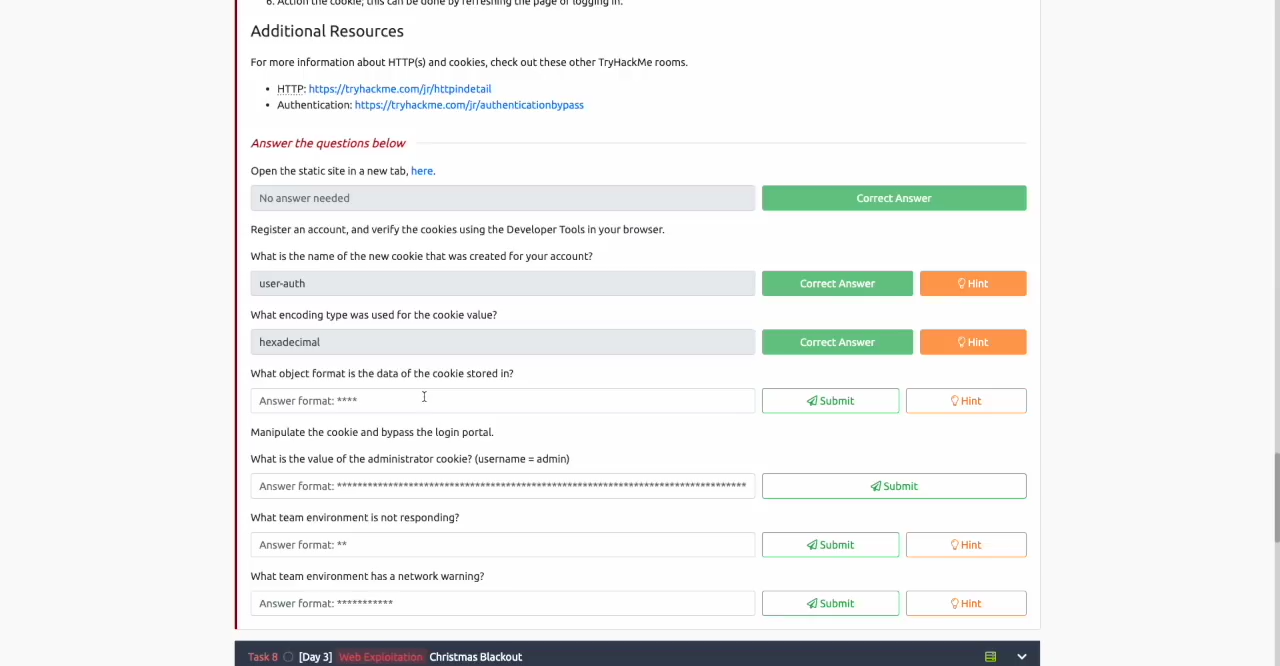 6. Action the cookie; this can be done by refreshing the page or logging in.
Additional Resources
For more information about HTTP(s) and cookies, check out these other TryHackMe rooms.
• HTTP: https://tryhackme.com/jr/httpindetail
• Authentication: https://tryhackme.com/jr/authenticationbypass
Answer the questions below
Open the static site in a new tab, here.
No answer needed Correct Answer
Register an account, and verify the cookies using the Developer Tools in your browser.
What is the name of the new cookie that was created for your account?
user-auth Correct Answer Hint
What encoding type was used for the cookie value?
hexadecimal Correct Answer Hint
What object format is the data of the cookie stored in?
Answer format: **** Submit Hint
Manipulate the cookie and bypass the login portal.
What is the value of the administrator cookie? (username = admin)
Answer format: ******************************************************************************** Submit
What team environment is not responding?
Answer format: ** Submit Hint
What team environment has a network warning?
Answer format: *********** Submit Hint
Task 8 [Day 3] Web Exploitation Christmas Blackout